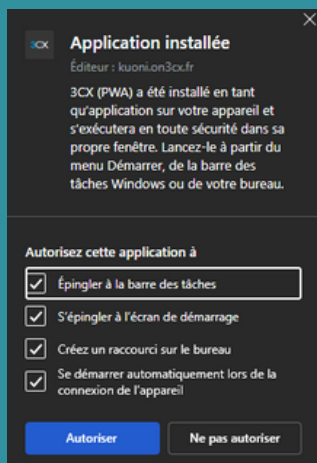 3CX
Application installée
Éditeur : kuoni.on3cx.fr
3CX (PWA) a été installé en tant
qu'application sur votre appareil et
s'exécutera en toute sécurité dans sa
propre fenêtre. Lancez-le à partir du
menu Démarrer, de la barre des
tâches Windows ou de votre bureau.
Autorisez cette application à
Épingler à la barre des tâches
S'épingler à l'écran de démarrage
Créez un raccourci sur le bureau
Se démarrer automatiquement lors de la
connexion de l'appareil
Autoriser
Ne pas autoriser